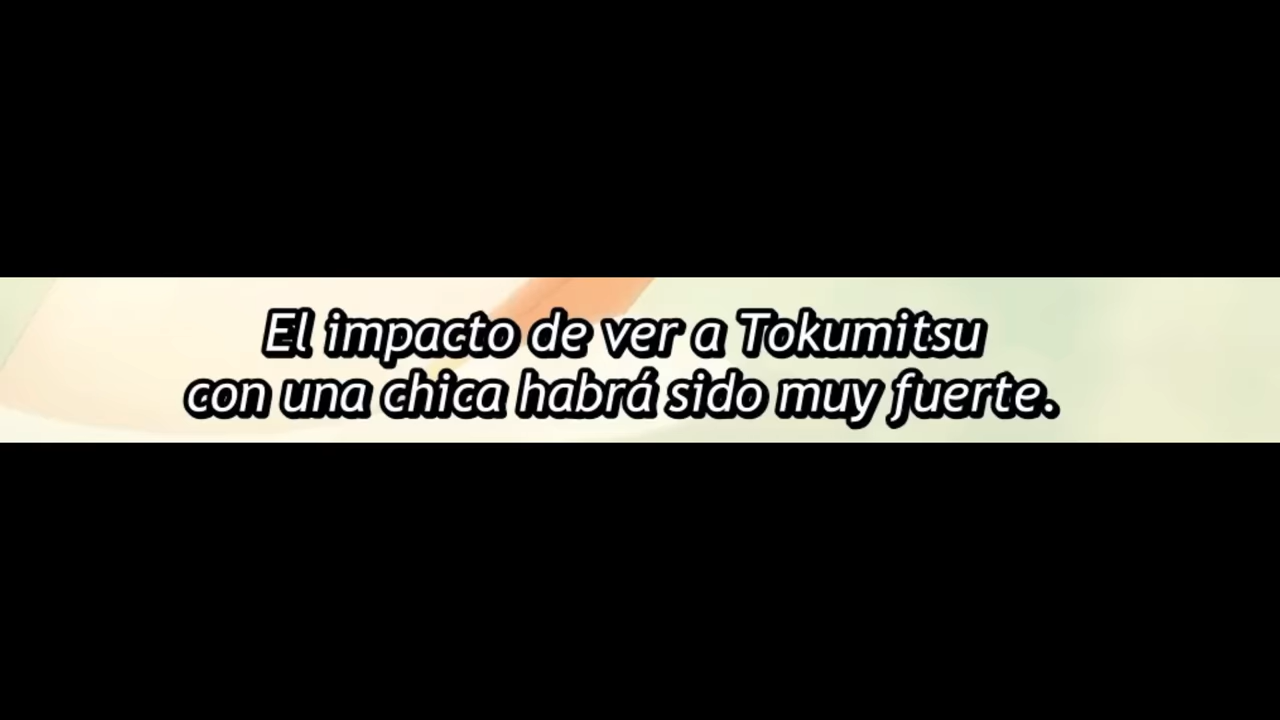 El impacto de ver a Tokumitsu
con una chica habrá sido muy fuerte.